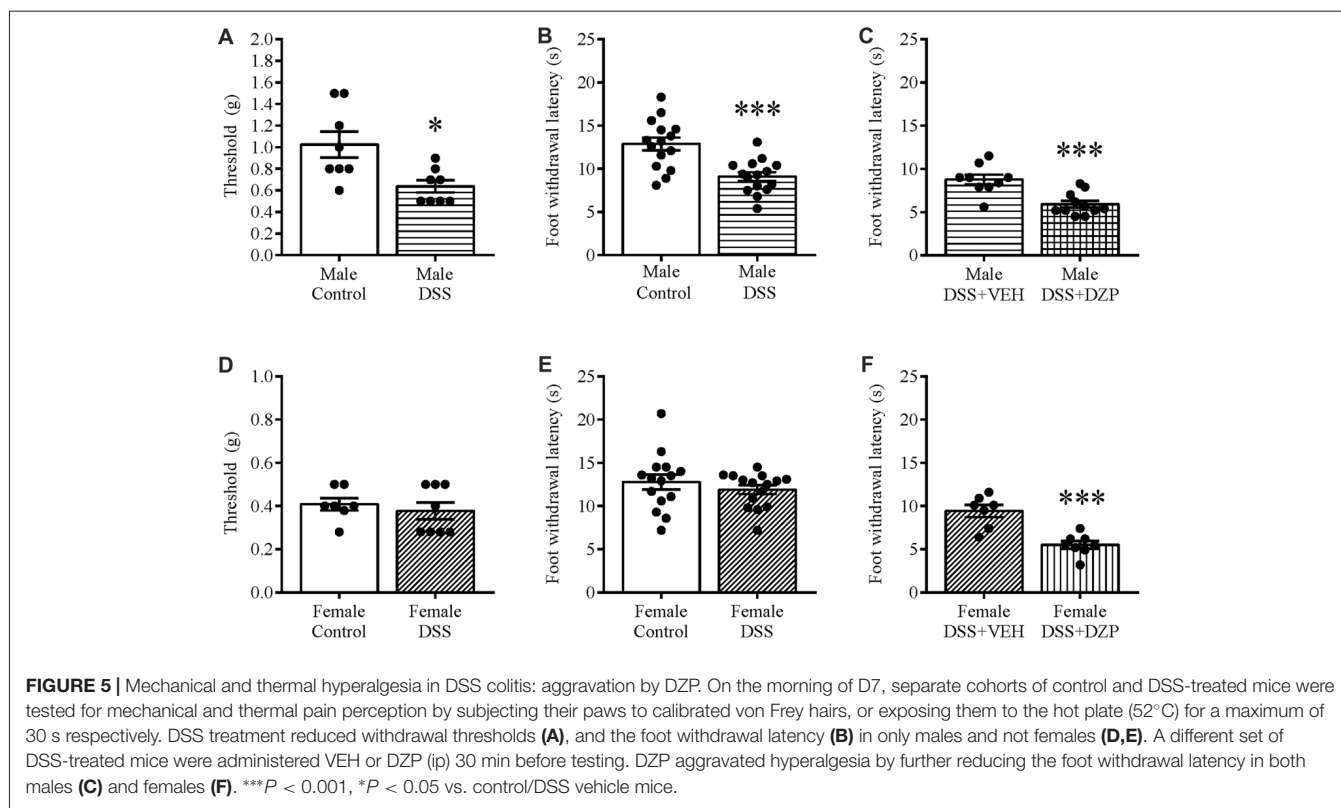 A
Threshold (g)
2.0
1.8
1.6
1.4
1.2
1.0
0.8
0.6
0.4
0.2
0.0
*
Male Control
Male DSS
B
Foot withdrawal latency (s)
25
20
15
10
5
0
***
Male Control
Male DSS
C
Foot withdrawal latency (s)
25
20
15
10
5
0
***
Male DSS+VEH
Male DSS+DZP
D
Threshold (g)
1.0
0.8
0.6
0.4
0.2
0.0
Female Control
Female DSS
E
Foot withdrawal latency (s)
25
20
15
10
5
0
Female Control
Female DSS
F
Foot withdrawal latency (s)
25
20
15
10
5
0
***
Female DSS+VEH
Female DSS+DZP
FIGURE 5 | Mechanical and thermal hyperalgesia in DSS colitis: aggravation by DZP. On the morning of D7, separate cohorts of control and DSS-treated mice were
tested for mechanical and thermal pain perception by subjecting their paws to calibrated von Frey hairs, or exposing them to the hot plate (52°C) for a maximum of
30 s respectively. DSS treatment reduced withdrawal thresholds (A), and the foot withdrawal latency (B) in only males and not females (D,E). A different set of
DSS-treated mice were administered VEH or DZP (ip) 30 min before testing. DZP aggravated hyperalgesia by further reducing the foot withdrawal latency in both
males (C) and females (F). ***P < 0.001, *P < 0.05 vs. control/DSS vehicle mice.